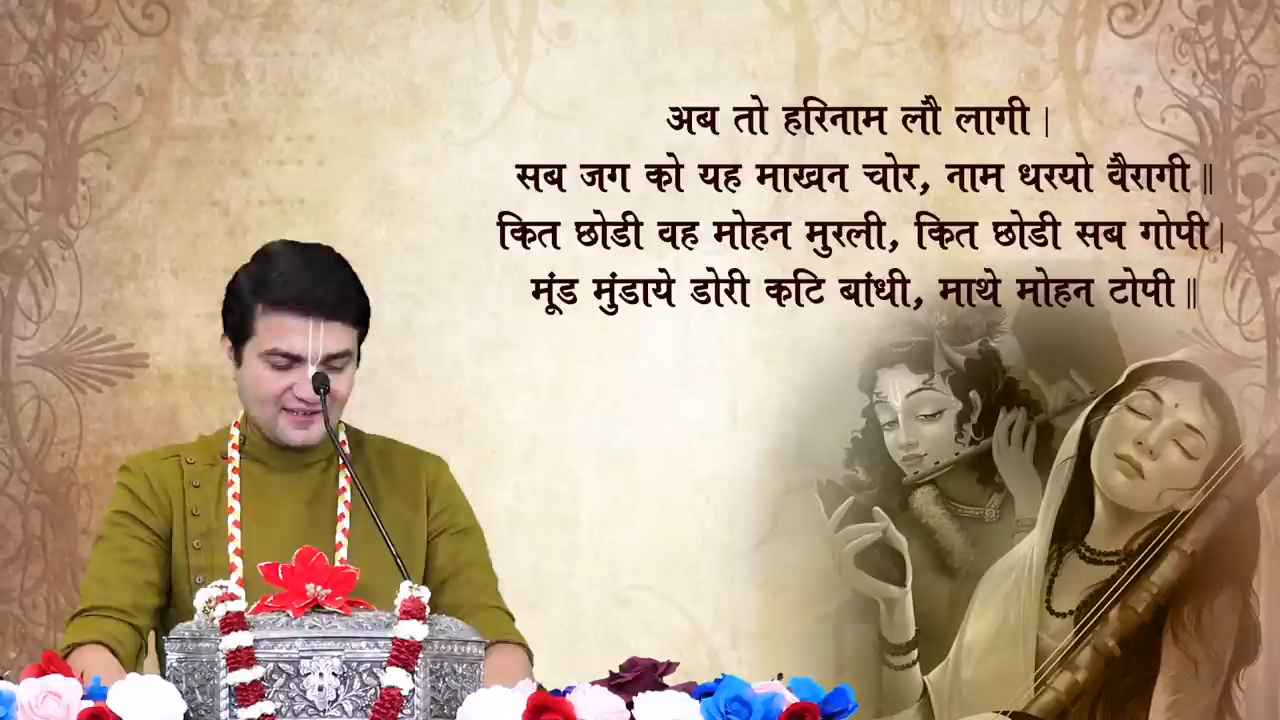 अब तो हरिनाम लौ लागी |
सब जग को यह माखन चोर, नाम धरयो वैरागी ||
कित छोडी वह मोहन मुरली, कित छोडी सब गोपी |
मूंड मुंडाये डोरी कटि बांधी, माथे मोहन टोपी ||